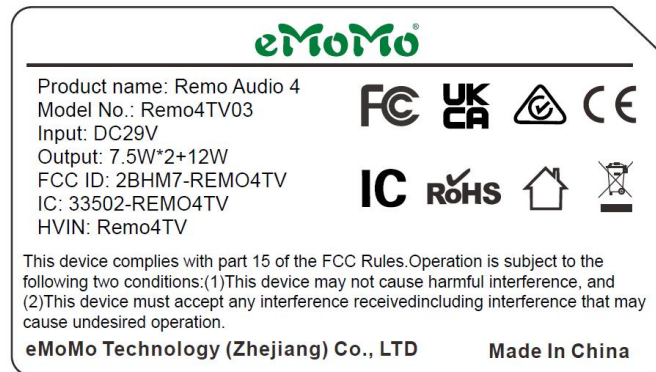 eMoMo
Product name: Remo Audio 4
Model No.: Remo4TV03
Input: DC29V
Output: 7.5W*2+12W
FCC ID: 2BHM7-REMO4TV
IC: 33502-REMO4TV
HVIN: Remo4TV
FC UK CA CE
IC RoHS
This device complies with part 15 of the FCC Rules.Operation is subject to the
following two conditions:(1)This device may not cause harmful interference, and
(2)This device must accept any interference receivedincluding interference that may
cause undesired operation.
eMoMo Technology (Zhejiang) Co., LTD Made In China